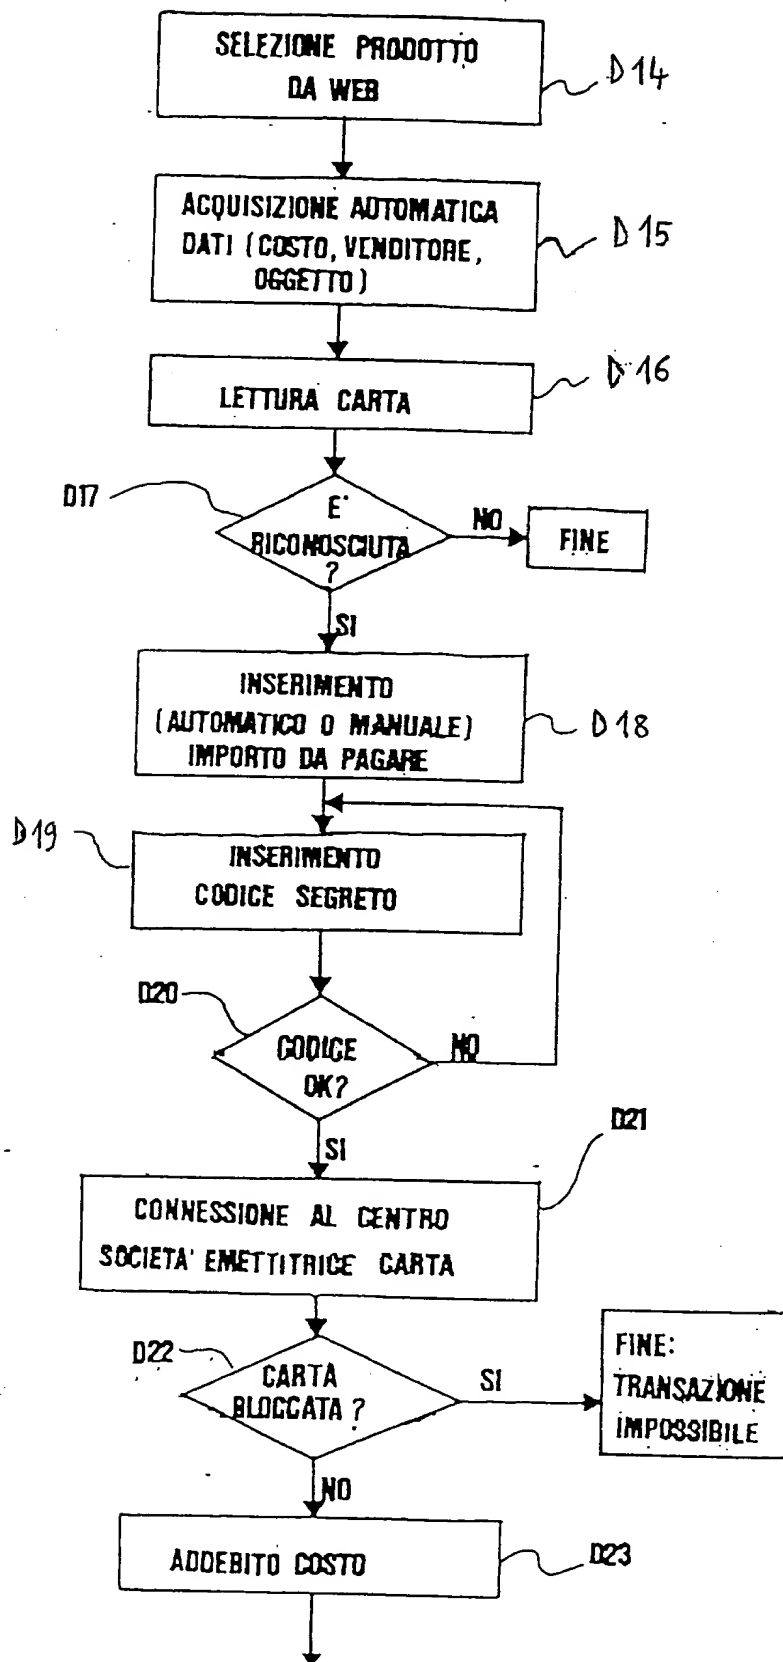 SELEZIONE PRODOTTO
DA WEB
D14
ACQUISIZIONE AUTOMATICA
DATI (COSTO, VENDITORE,
OGGETTO)
D15
LETTURA CARTA
D16
D17
E'
RICONOSCIUTA
?
NO
FINE
SI
INSERIMENTO
(AUTOMATICO O MANUALE)
IMPORTO DA PAGARE
D18
D19
INSERIMENTO
CODICE SEGRETO
D20
CODICE
OK?
NO
SI
D21
CONNESSIONE AL CENTRO
SOCIETA' EMETTITRICE CARTA
D22
CARTA
BLOCCATA ?
SI
FINE:
TRANSAZIONE
IMPOSSIBILE
NO
ADDEBITO COSTO
D23